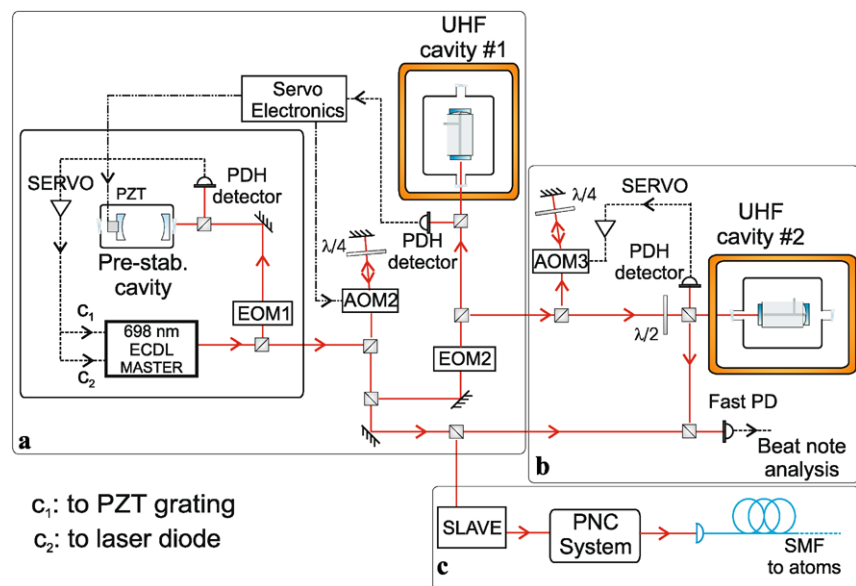 UHF
cavity #1
Servo
Electronics
SERVO
PZT
PDH
detector
Pre-stab.
cavity
λ/4
PDH
detector
AOM2
EOM1
C₁
C₂
698 nm
ECDL
MASTER
EOM2
a
λ/4
SERVO
UHF
cavity #2
PDH
detector
AOM3
λ/2
Fast PD
Beat note
analysis
b
c₁: to PZT grating
c₂: to laser diode
SLAVE
PNC
System
SMF
to atoms
c